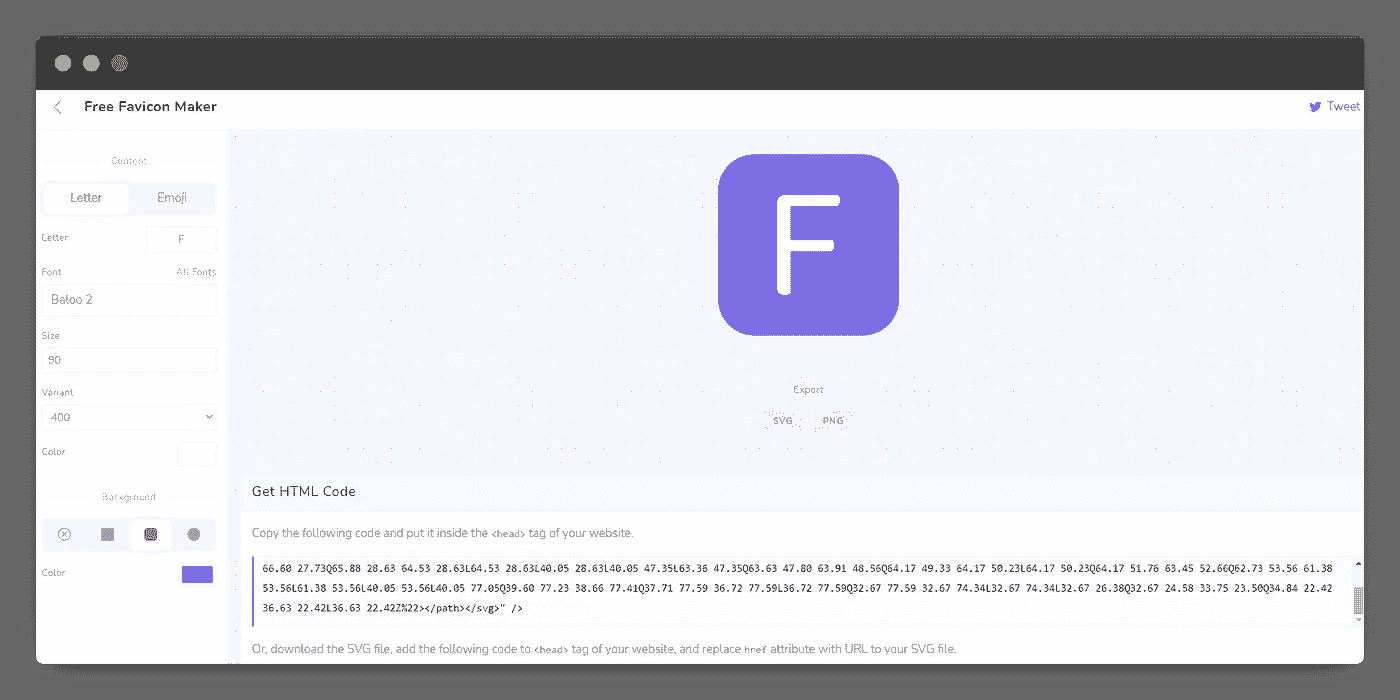 Free Favicon Maker
Tweet
Content
Letter Emoji
Letter F
Font All Fonts
Baloo 2
Size
90
Variant
400
Color
Background
Color
F
Export
SVG PNG
Get HTML Code
Copy the following code and put it inside the <head> tag of your website.
66.60 27.73Q65.88 28.63 64.53 28.63L64.53 28.63L40.05 28.63L40.05 47.35L63.36 47.35Q63.63 47.80 63.91 48.56Q64.17 49.33 64.17 50.23L64.17 50.23Q64.17 51.76 63.45 52.66Q62.73 53.56 61.38
53.56L61.38 53.56L40.05 53.56L40.05 77.05Q39.60 77.23 38.66 77.41Q37.71 77.59 36.72 77.59L36.72 77.59Q32.67 77.59 32.67 74.34L32.67 74.34L32.67 26.38Q32.67 24.58 33.75 23.50Q34.84 22.42
36.63 22.42L36.63 22.42Z%22></path></svg>" />
Or, download the SVG file, add the following code to <head> tag of your website, and replace href attribute with URL to your SVG file.